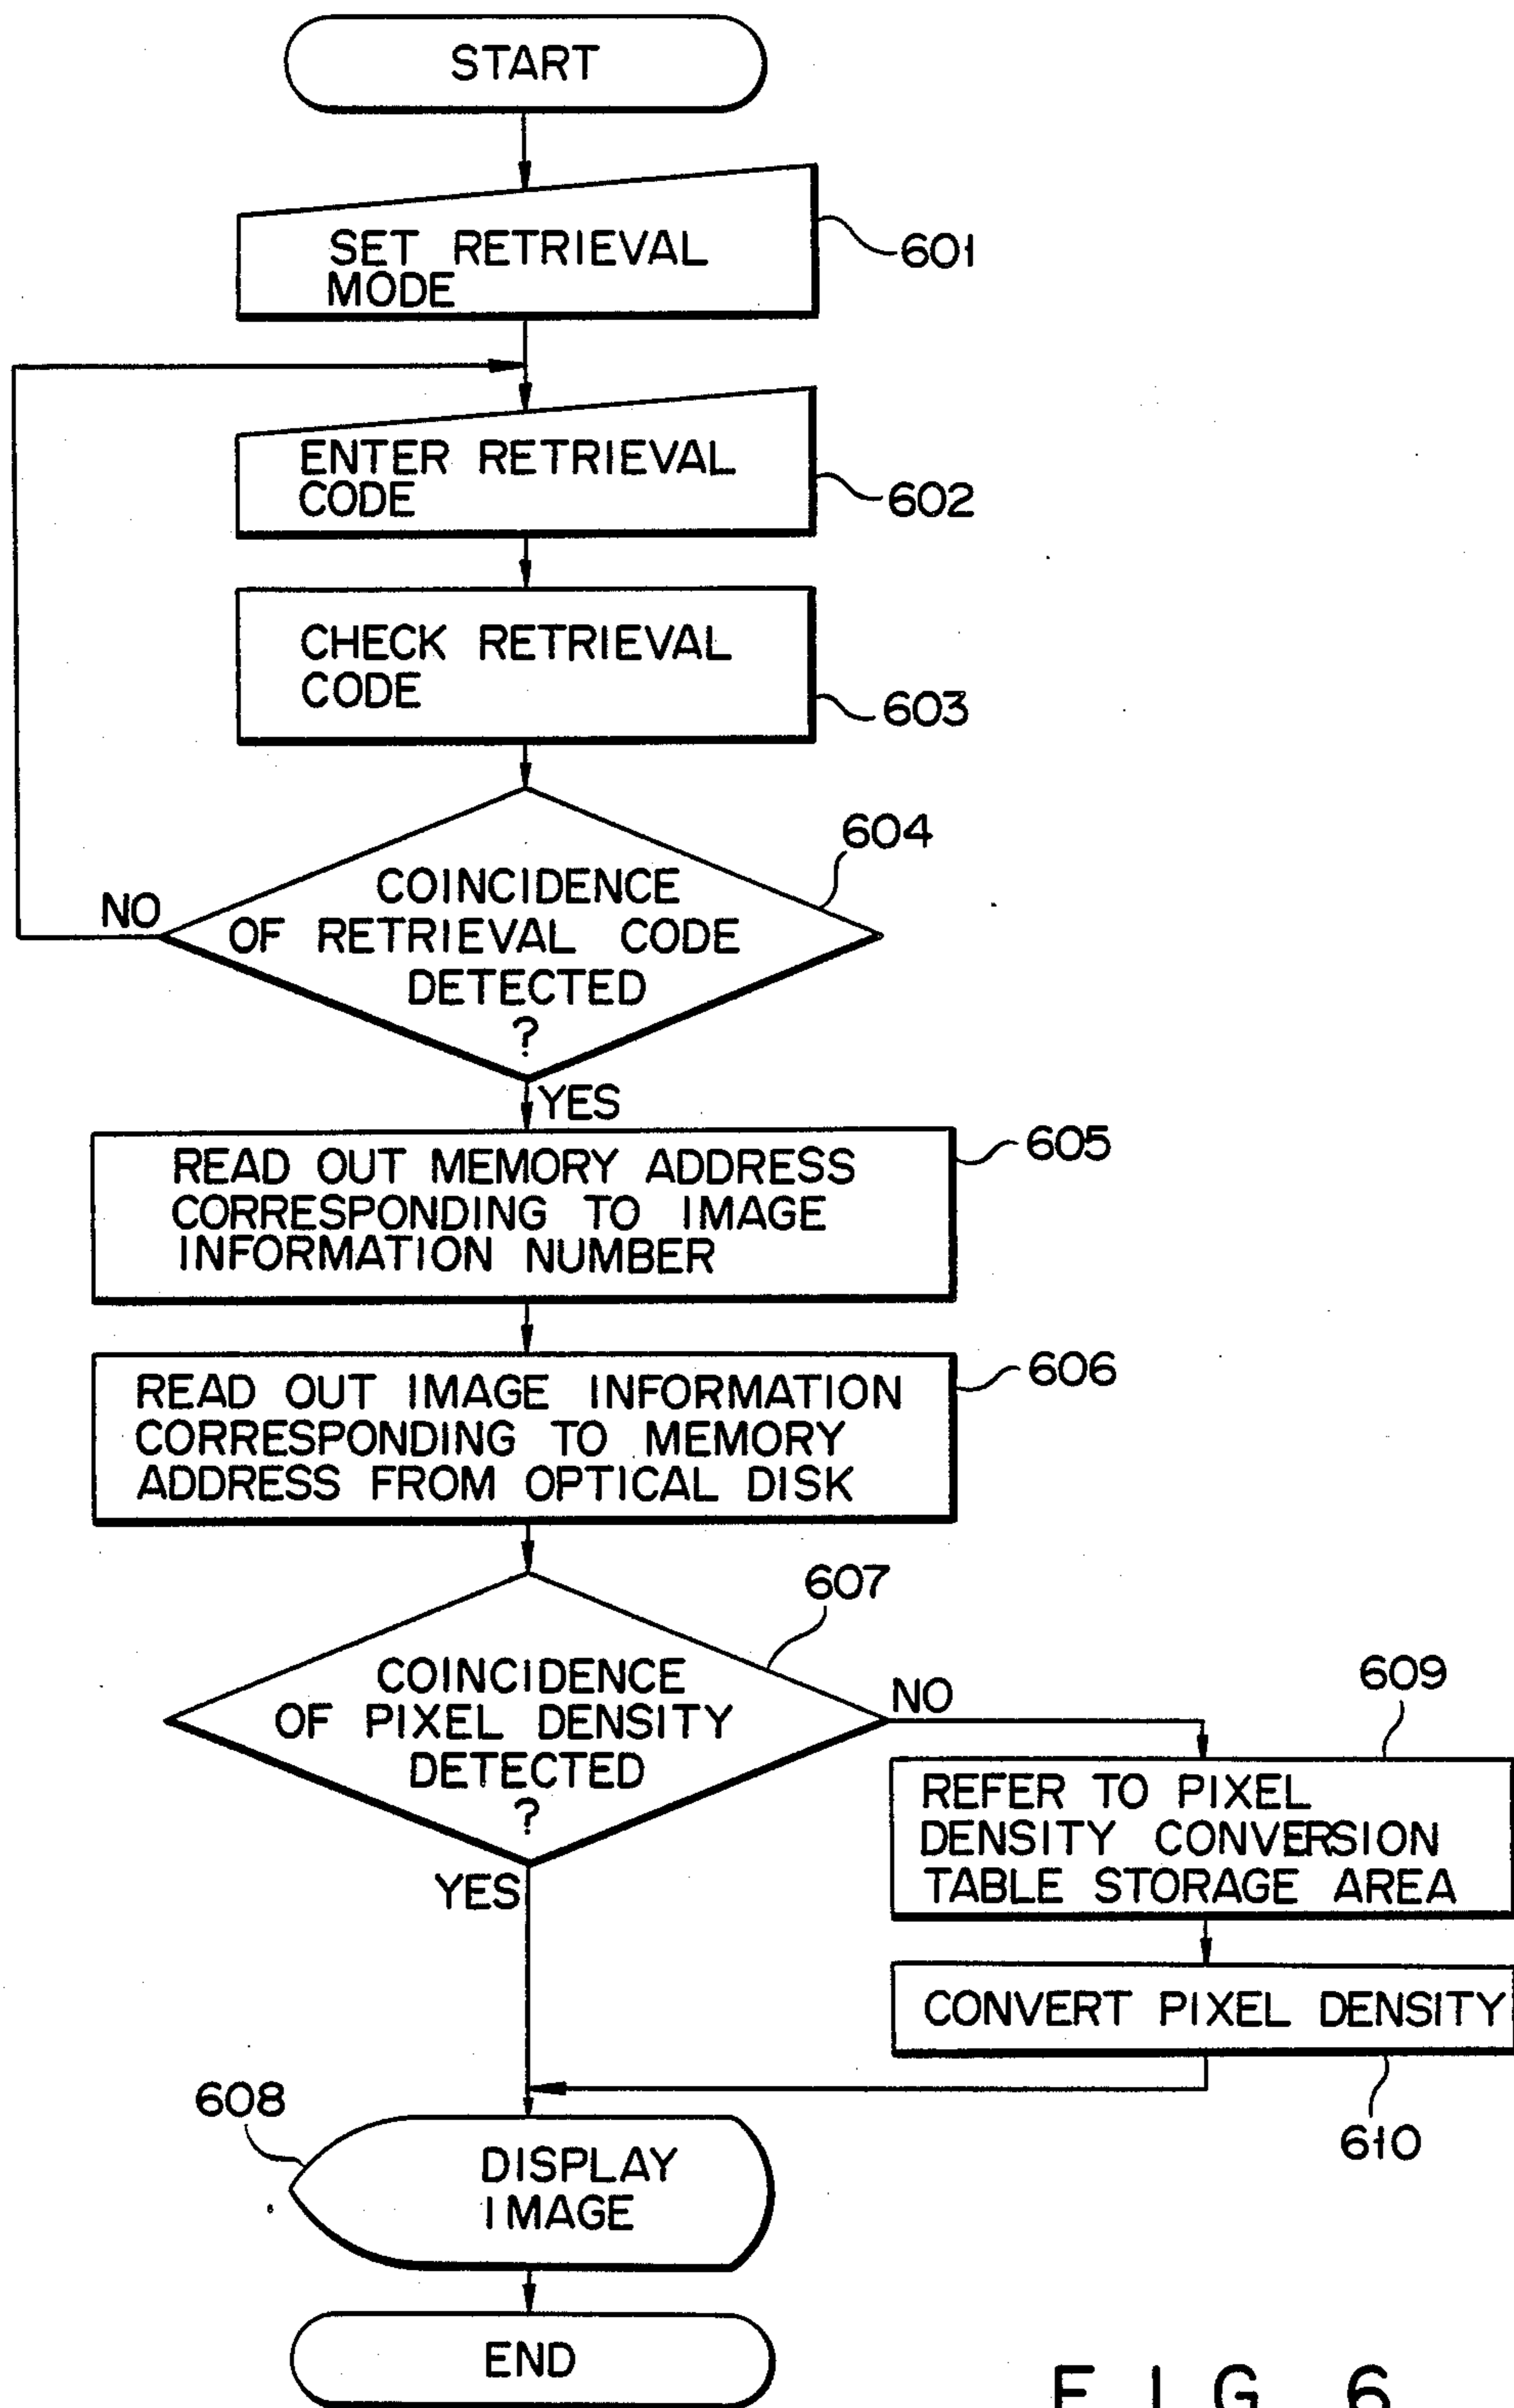 START
SET RETRIEVAL
MODE
601
ENTER RETRIEVAL
CODE
602
CHECK RETRIEVAL
CODE
603
604
COINCIDENCE
NO
OF RETRIEVAL CODE
DETECTED
?
YES
605
READ OUT MEMORY ADDRESS
CORRESPONDING TO IMAGE
INFORMATION NUMBER
606
READ OUT IMAGE INFORMATION
CORRESPONDING TO MEMORY
ADDRESS FROM OPTICAL DISK
607
COINCIDENCE
OF PIXEL DENSITY
DETECTED
?
NO
YES
609
REFER TO PIXEL
DENSITY CONVERSION
TABLE STORAGE AREA
CONVERT PIXEL DENSITY
610
608
DISPLAY
IMAGE
END
FIG. 6